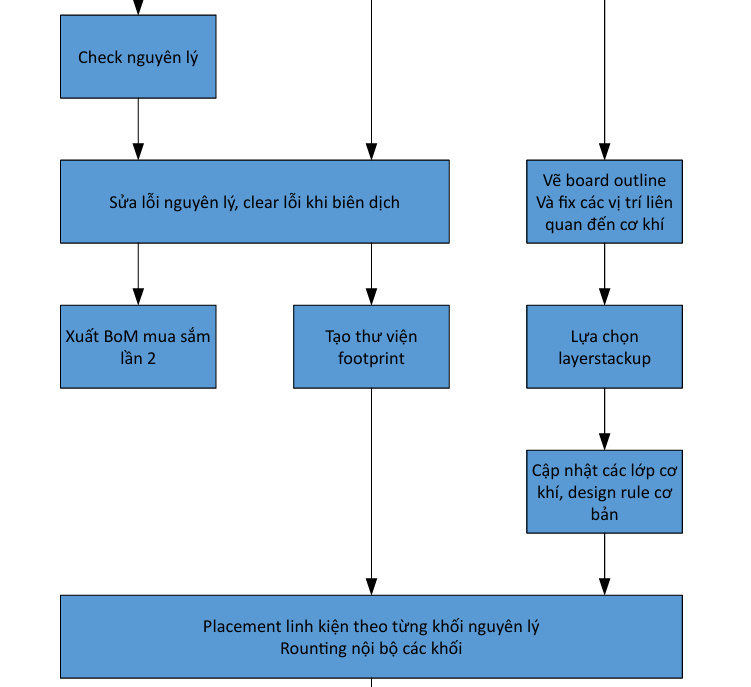 Check nguyên lý
Sửa lỗi nguyên lý, clear lỗi khi biên dịch
Vẽ board outline
Và fix các vị trí liên
quan đến cơ khí
Xuất BoM mua sắm
lần 2
Tạo thư viện
footprint
Lựa chọn
layerstackup
Cập nhật các lớp cơ
khí, design rule cơ
bản
Placement linh kiện theo từng khối nguyên lý
Rounting nội bộ các khối